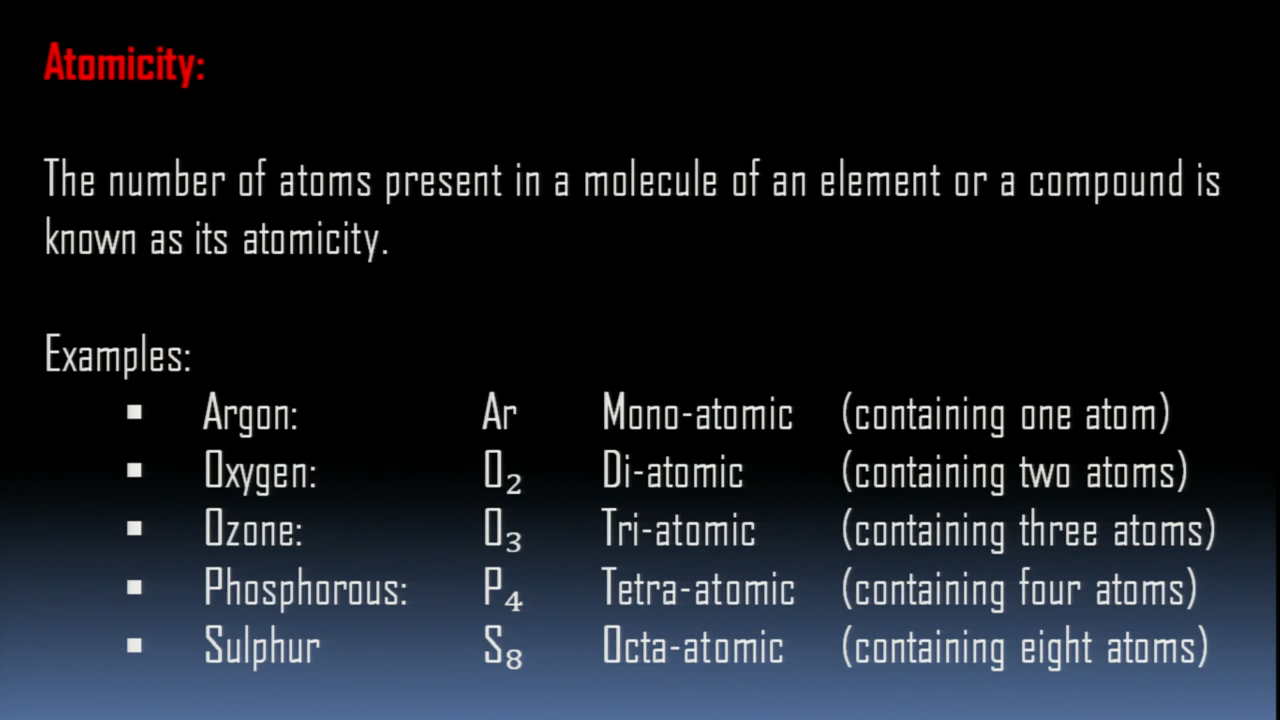 Atomicity:
The number of atoms present in a molecule of an element or a compound is
known as its atomicity.
Examples:
▪ Argon: Ar Mono-atomic (containing one atom)
▪ Oxygen: O₂ Di-atomic (containing two atoms)
▪ Ozone: O₃ Tri-atomic (containing three atoms)
▪ Phosphorous: P₄ Tetra-atomic (containing four atoms)
▪ Sulphur S₈ Octa-atomic (containing eight atoms)